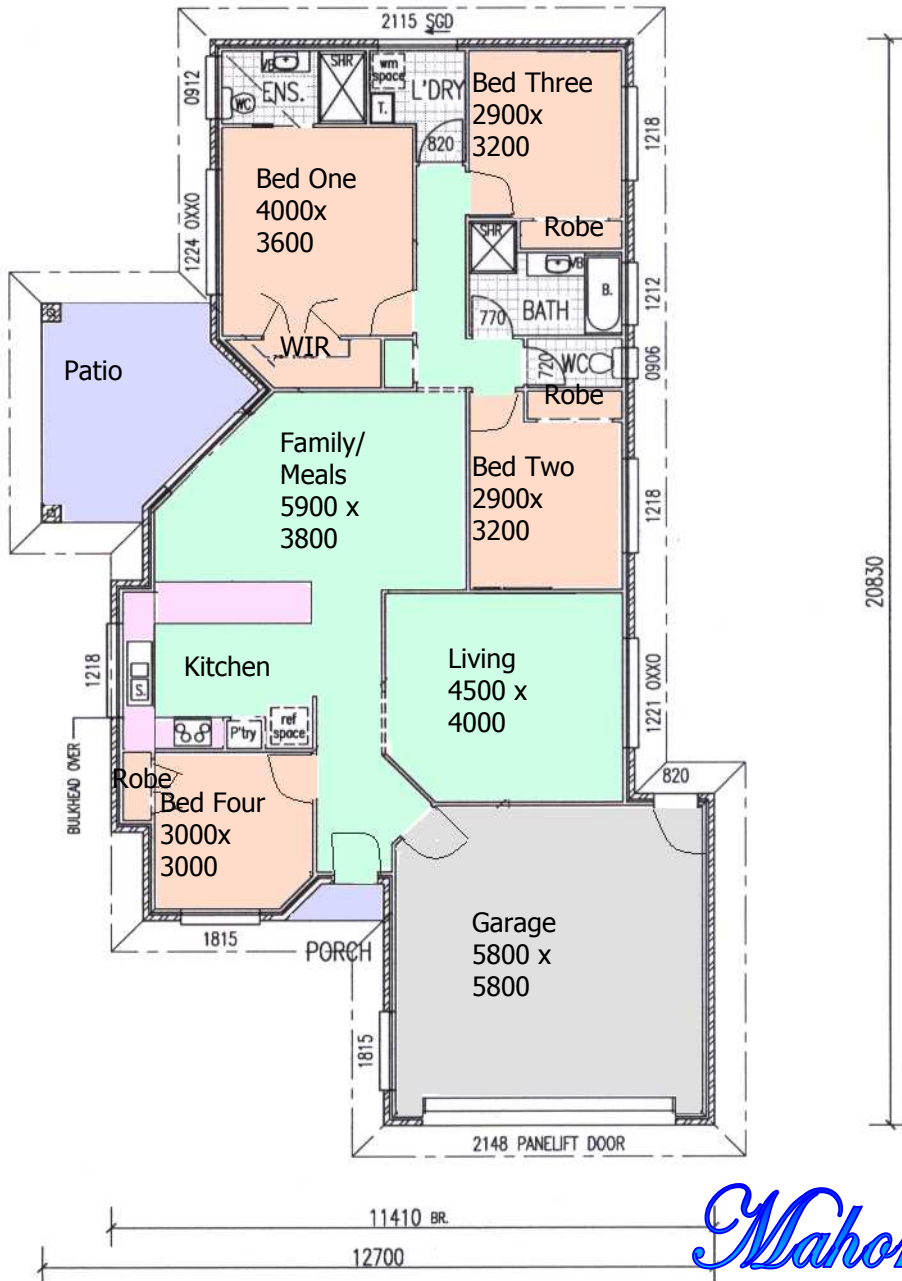 2115 SGD
0912
VB
ENS.
WC
SHR
wm
space
T.
L'DRY
820
Bed Three
2900x
3200
1218
Bed One
4000x
3600
1224 OXXO
Robe
SHR
VB
BATH
B.
1212
770
WIR
720
WC
0906
Robe
Patio
Family/
Meals
5900 x
3800
Bed Two
2900x
3200
1218
20830
Kitchen
1218
S.
P'try
ref
space
Living
4500 x
4000
1221 OXXO
BULKHEAD OVER
Robe
Bed Four
3000x
3000
820
1815
PORCH
Garage
5800 x
5800
1815
2148 PANELIFT DOOR
11410 BR.
12700